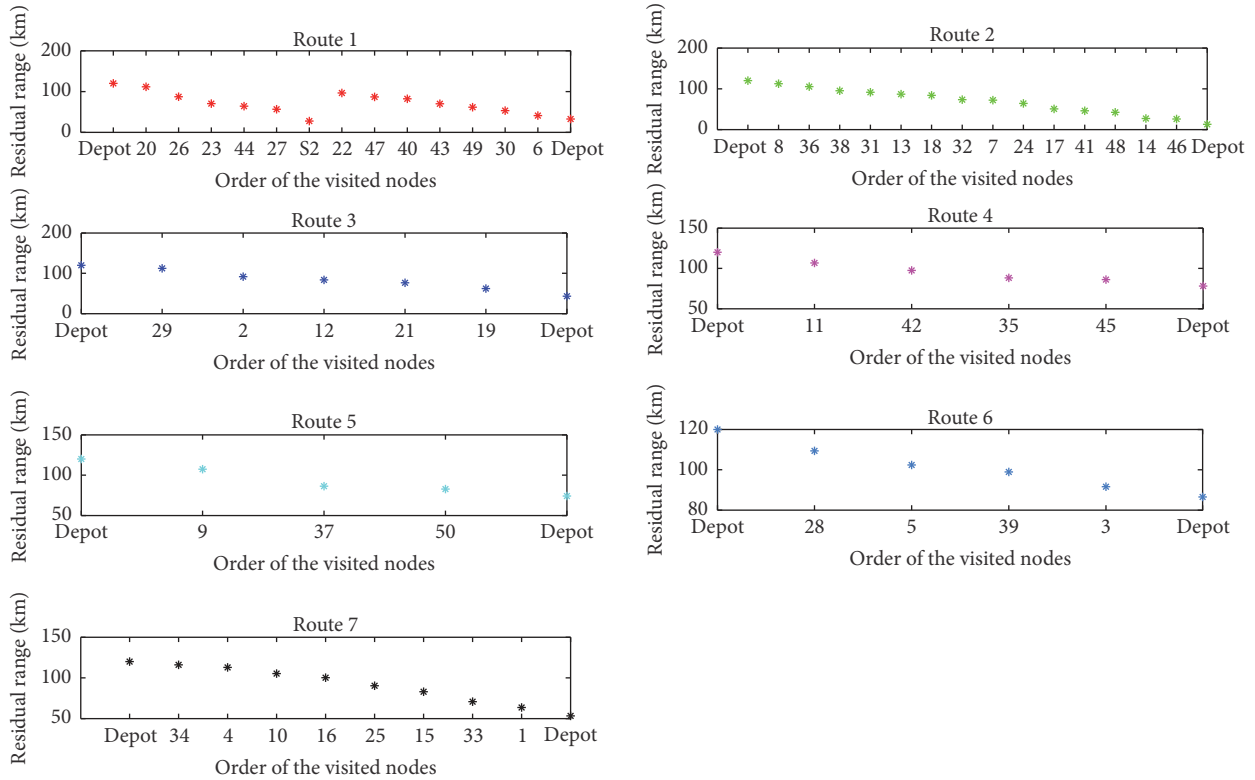 Route 1
Residual range (km)
200
100
0
Depot 20 26 23 44 27 S2 22 47 40 43 49 30 6 Depot
Order of the visited nodes
Route 2
Residual range (km)
200
100
0
Depot 8 36 38 31 13 18 32 7 24 17 41 48 14 46 Depot
Order of the visited nodes
Route 3
Residual range (km)
200
100
0
Depot 29 2 12 21 19 Depot
Order of the visited nodes
Route 4
Residual range (km)
150
100
50
Depot 11 42 35 45 Depot
Order of the visited nodes
Route 5
Residual range (km)
150
100
50
Depot 9 37 50 Depot
Order of the visited nodes
Route 6
Residual range (km)
120
100
80
Depot 28 5 39 3 Depot
Order of the visited nodes
Route 7
Residual range (km)
150
100
50
Depot 34 4 10 16 25 15 33 1 Depot
Order of the visited nodes